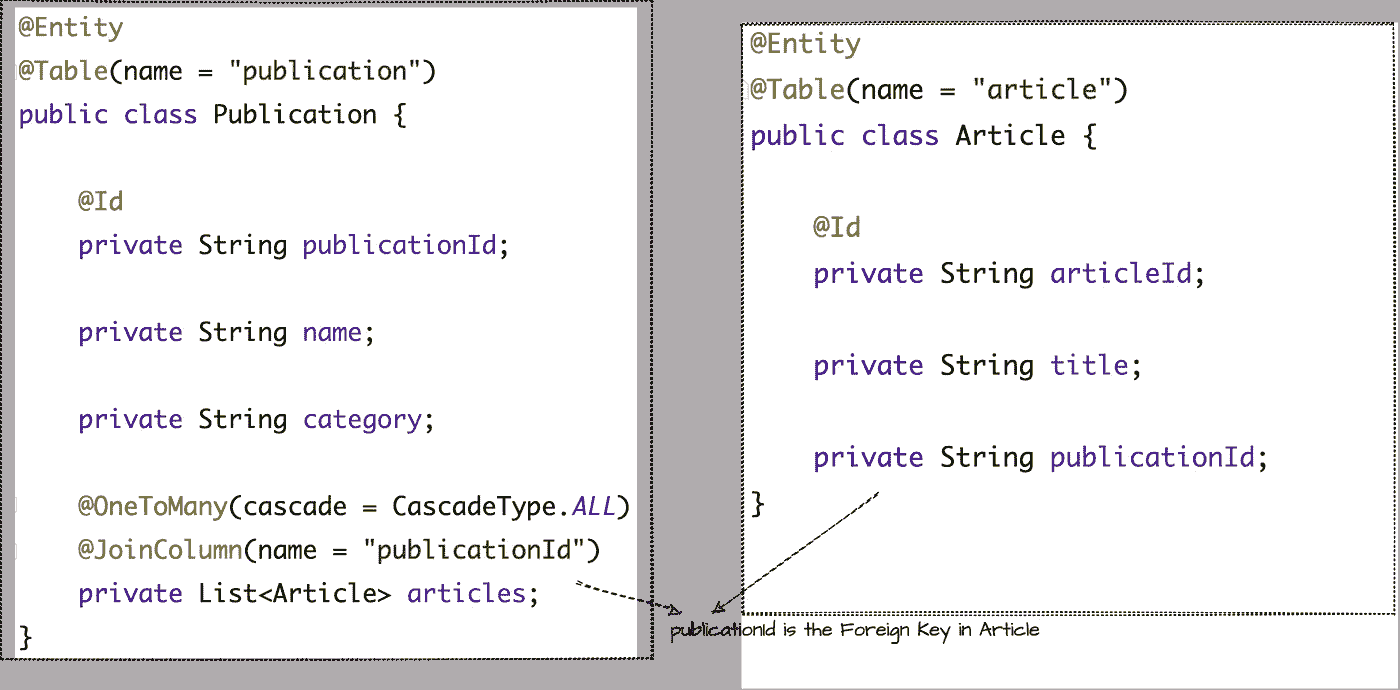 @Entity
@Table(name = "publication")
public class Publication {
@Id
private String publicationId;
private String name;
private String category;
@OneToMany(cascade = CascadeType.ALL)
@JoinColumn(name = "publicationId")
private List<Article> articles;
}
@Entity
@Table(name = "article")
public class Article {
@Id
private String articleId;
private String title;
private String publicationId;
}
publicationId is the Foreign Key in Article